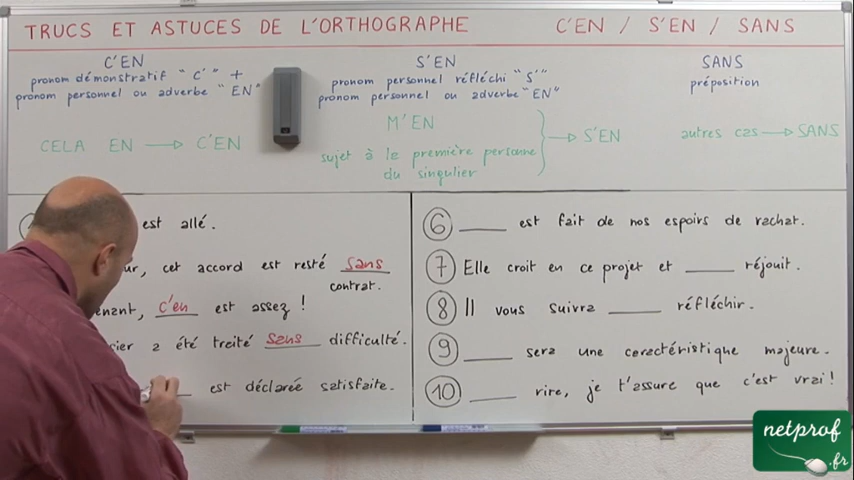 TRUCS ET ASTUCES DE L'ORTHOGRAPHE C'EN / S'EN / SANS
C'EN
pronom démonstratif "C'" +
pronom personnel ou adverbe "EN"
S'EN
pronom personnel réfléchi "S'"
pronom personnel ou adverbe "EN"
SANS
préposition
CELA EN → C'EN
M'EN
sujet à la première personne
du singulier
→ S'EN
autres cas → SANS
est allé.
cet accord est resté sans
contrat.
c'en est assez !
a été traité sans difficulté.
est déclarée satisfaite.
6 ____ est fait de nos espoirs de rachat.
7 Elle croit en ce projet et ____ réjouit.
8 Il vous suivra ____ réfléchir.
9 ____ sera une caractéristique majeure.
10 ____ rire, je t'assure que c'est vrai !
netprof
.fr